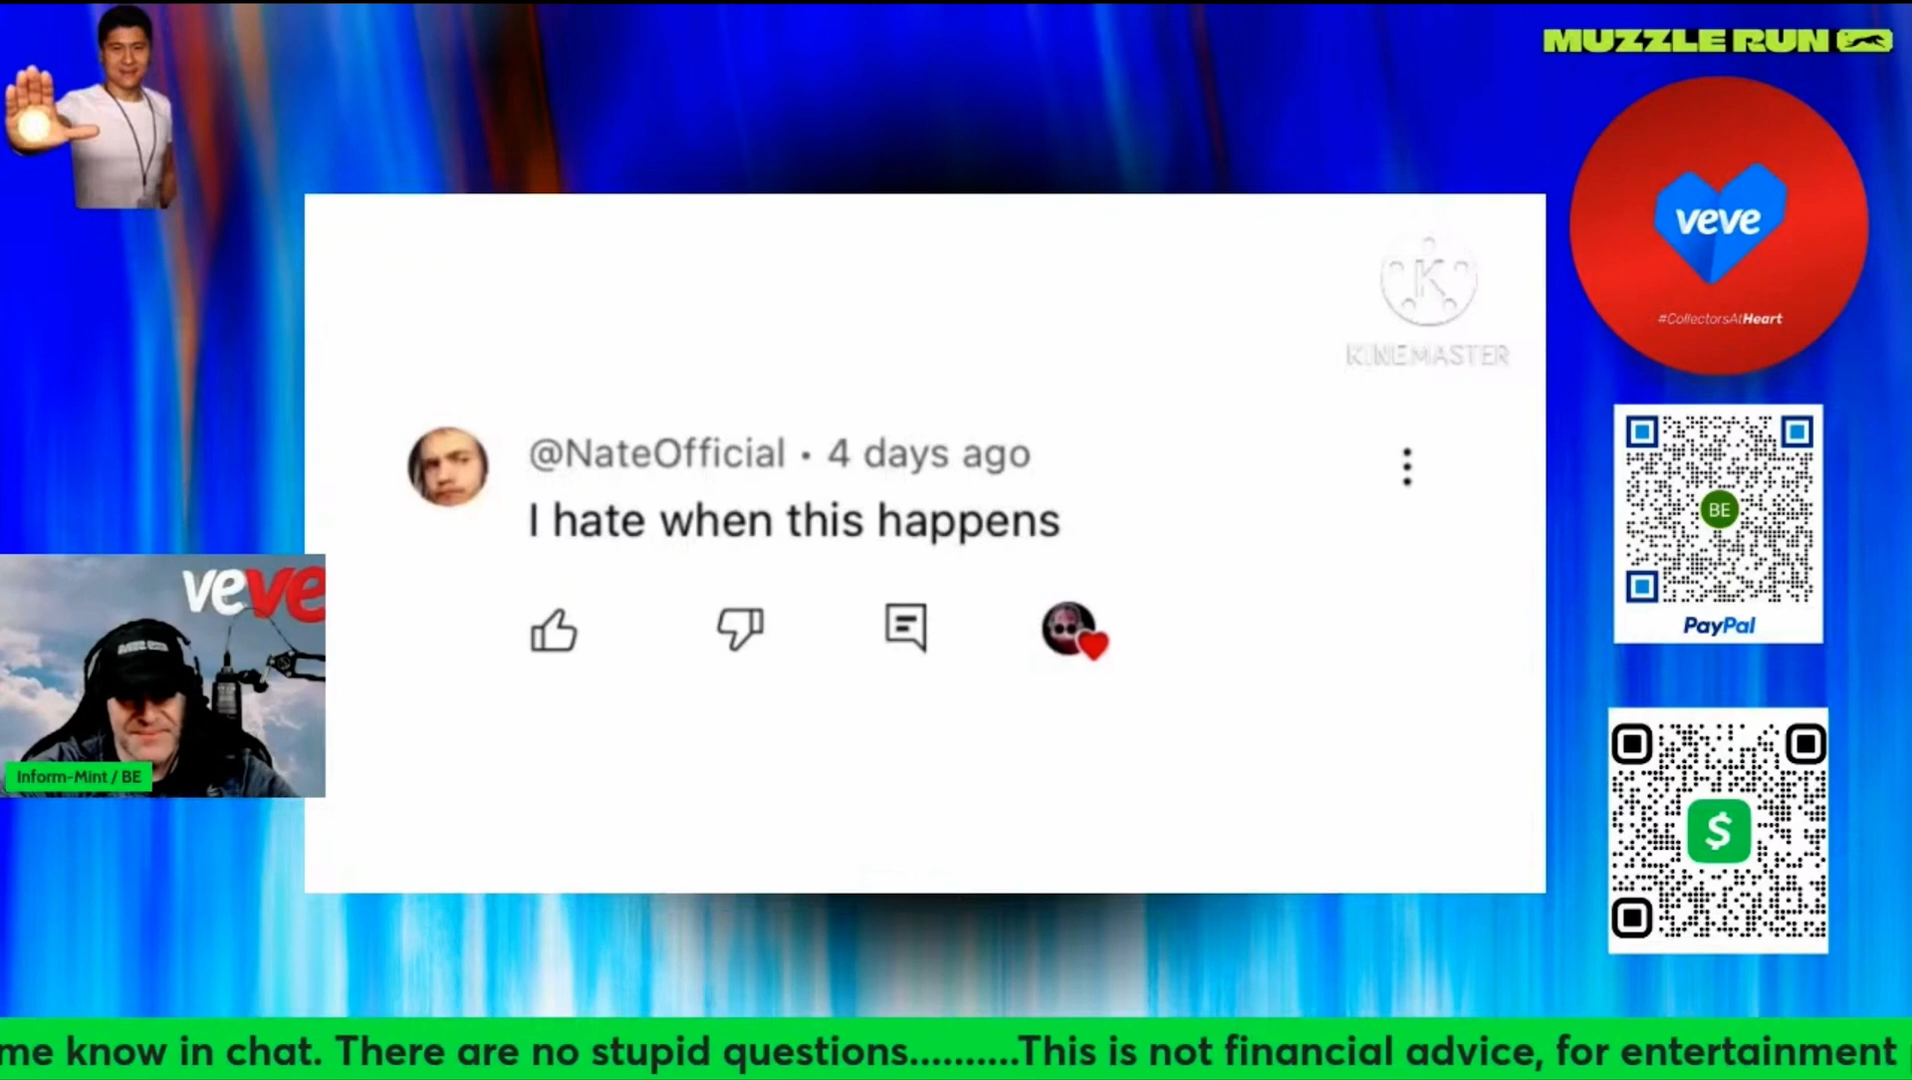 MUZZLE RUN
veve
#CollectorsAtHeart
KINEMASTER
@NateOfficial • 4 days ago
I hate when this happens
BE
PayPal
veve
Inform-Mint / BE
$
me know in chat. There are no stupid questions..........This is not financial advice, for entertainment